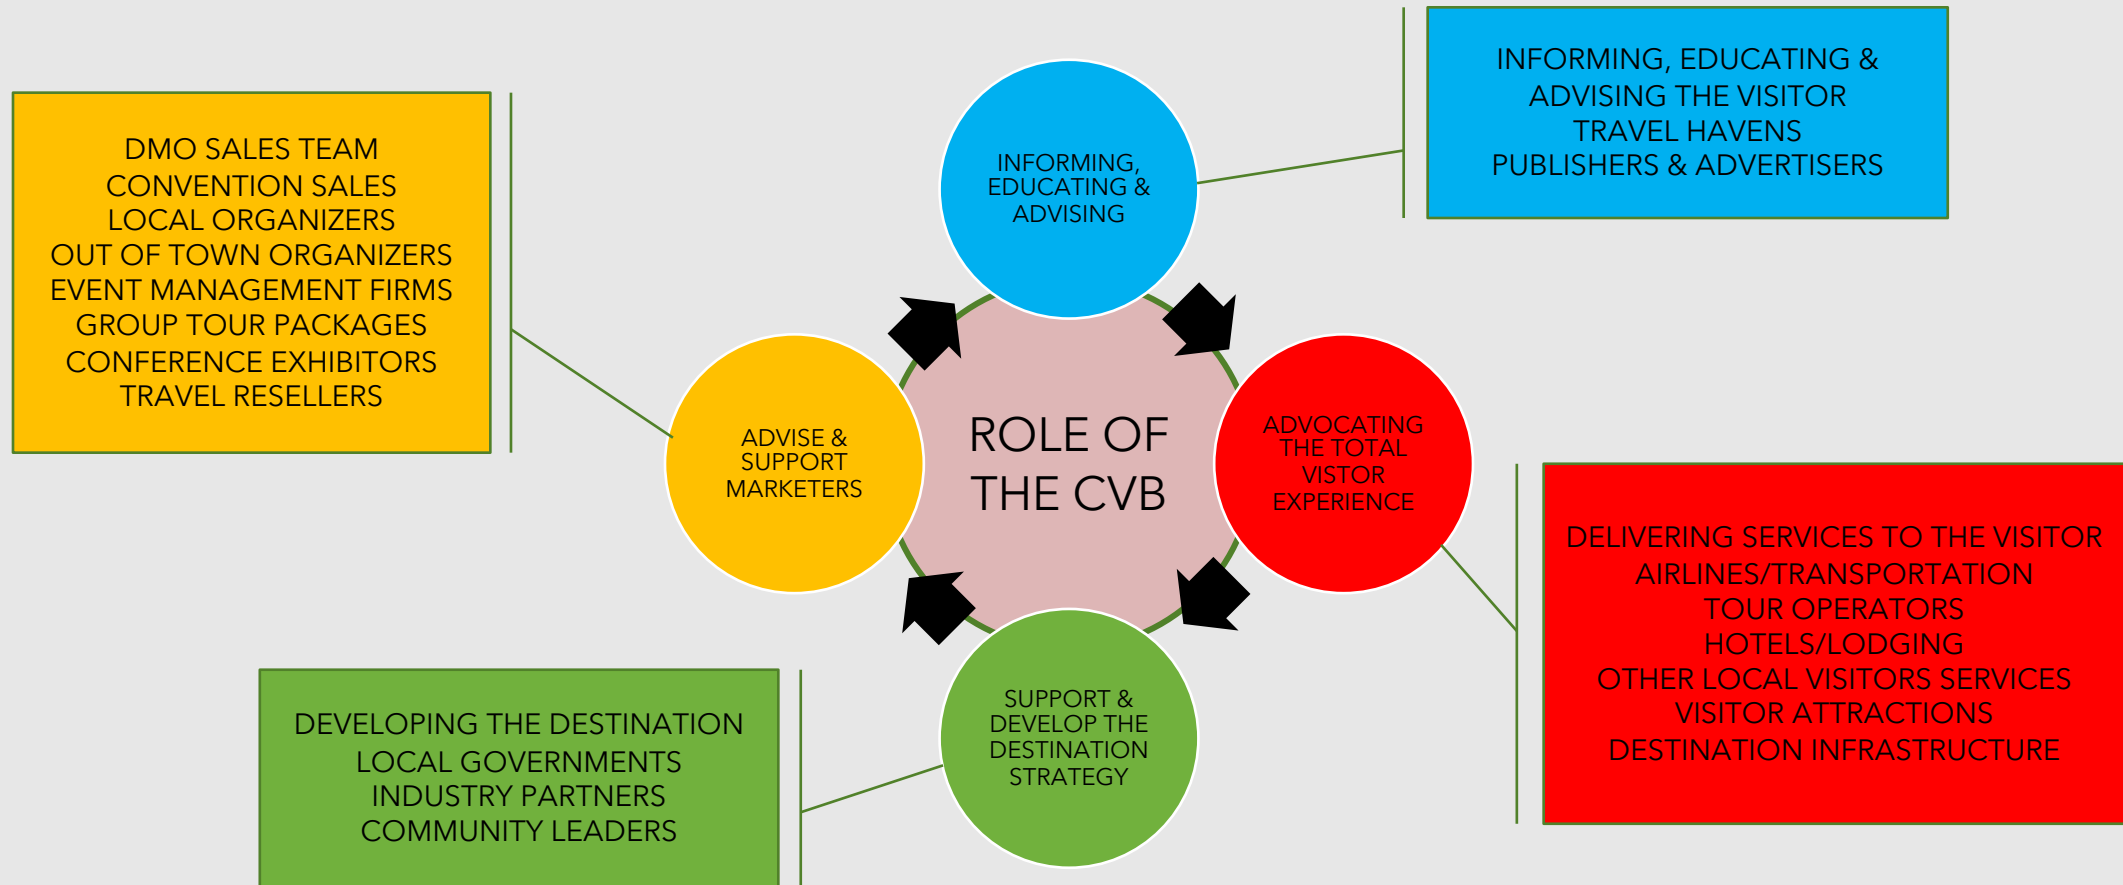 INFORMING, EDUCATING &
ADVISING THE VISITOR
TRAVEL HAVENS
PUBLISHERS & ADVERTISERS
DMO SALES TEAM
CONVENTION SALES
LOCAL ORGANIZERS
OUT OF TOWN ORGANIZERS
EVENT MANAGEMENT FIRMS
GROUP TOUR PACKAGES
CONFERENCE EXHIBITORS
TRAVEL RESELLERS
INFORMING,
EDUCATING &
ADVISING
ADVISE &
SUPPORT
MARKETERS
ROLE OF
THE CVB
ADVOCATING
THE TOTAL
VISTOR
EXPERIENCE
DELIVERING SERVICES TO THE VISITOR
AIRLINES/TRANSPORTATION
TOUR OPERATORS
HOTELS/LODGING
OTHER LOCAL VISITORS SERVICES
VISITOR ATTRACTIONS
DESTINATION INFRASTRUCTURE
SUPPORT &
DEVELOP THE
DESTINATION
STRATEGY
DEVELOPING THE DESTINATION
LOCAL GOVERNMENTS
INDUSTRY PARTNERS
COMMUNITY LEADERS